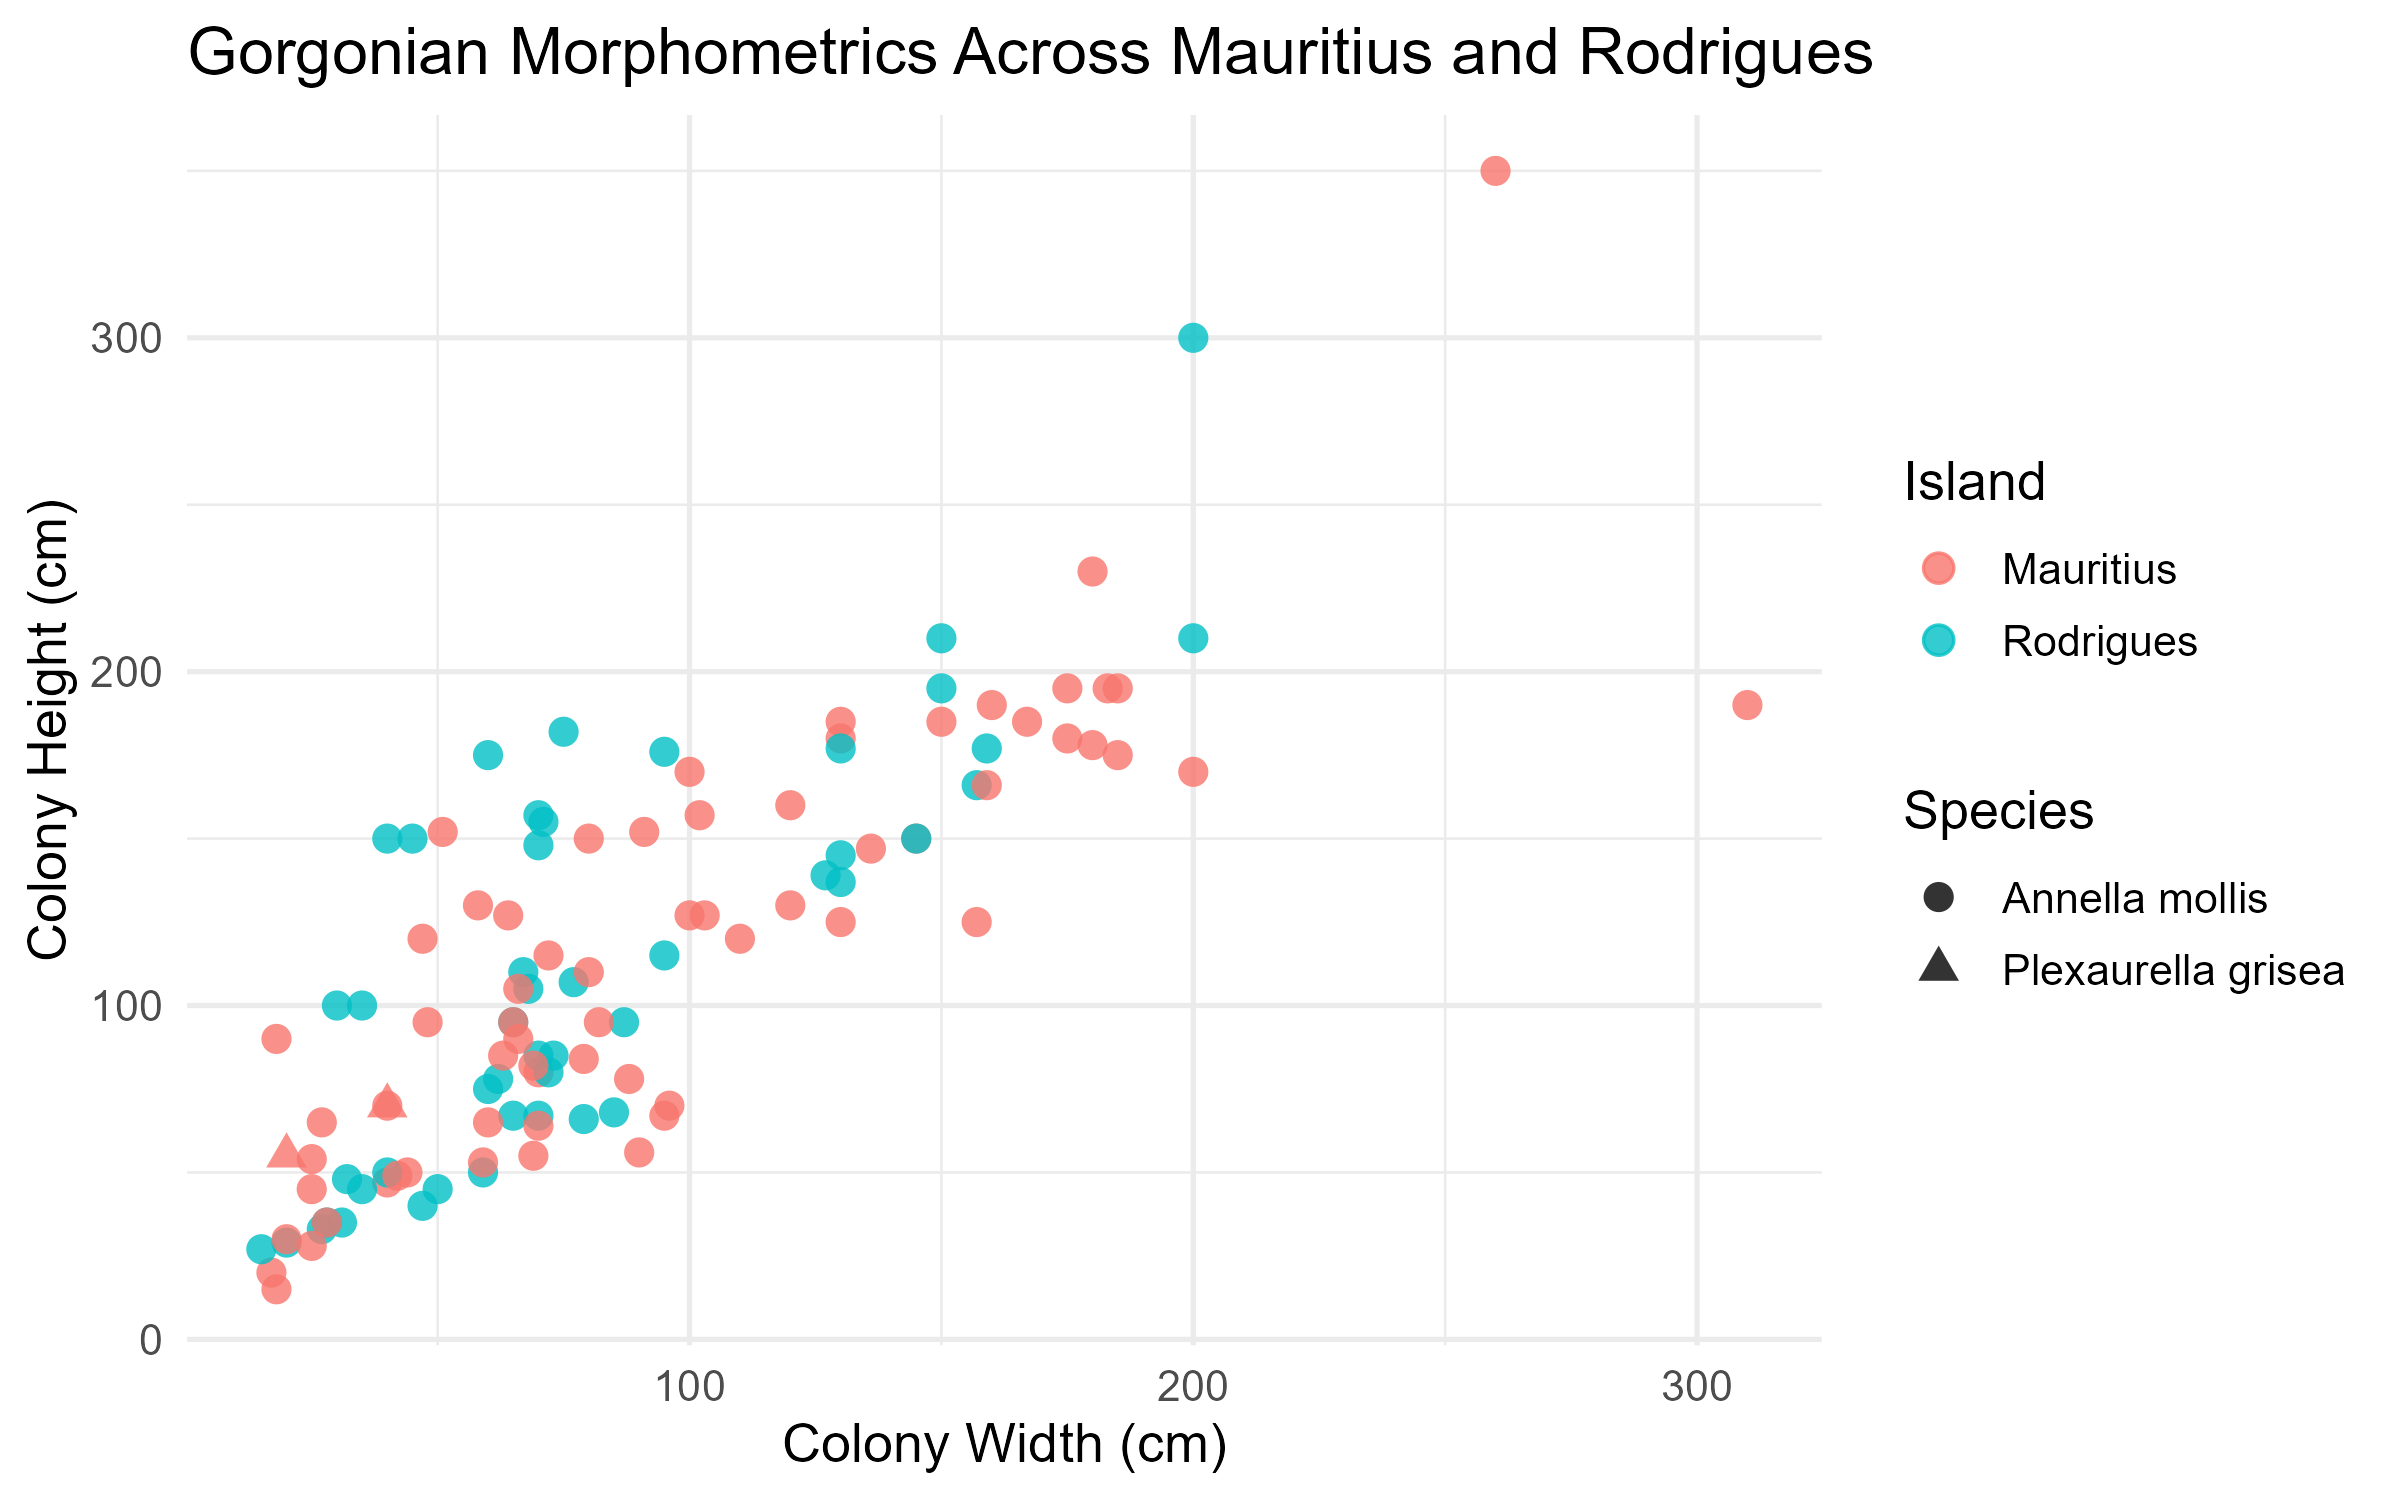 Gorgonian Morphometrics Across Mauritius and Rodrigues
Colony Height (cm)
300
200
100
0
100
200
300
Colony Width (cm)
Island
Mauritius
Rodrigues
Species
Annella mollis
Plexaurella grisea